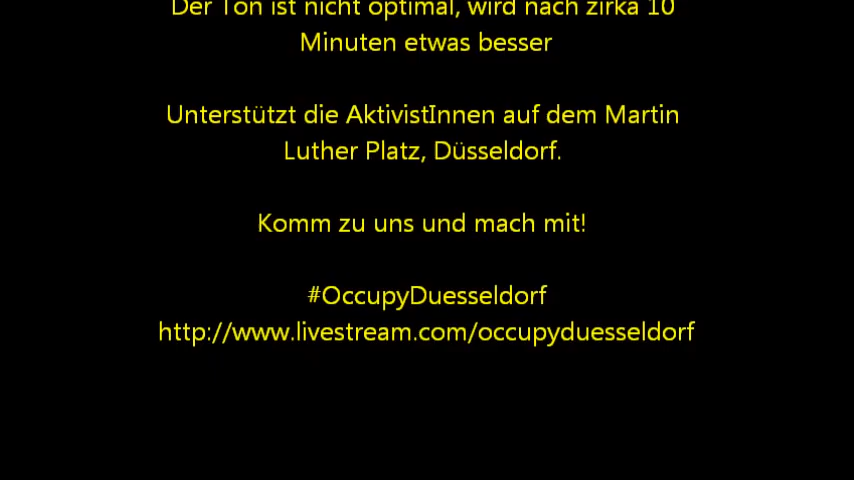 Der Ton ist nicht optimal, wird nach zirka 10
Minuten etwas besser
Unterstützt die AktivistInnen auf dem Martin
Luther Platz, Düsseldorf.
Komm zu uns und mach mit!
#OccupyDuesseldorf
http://www.livestream.com/occupyduesseldorf